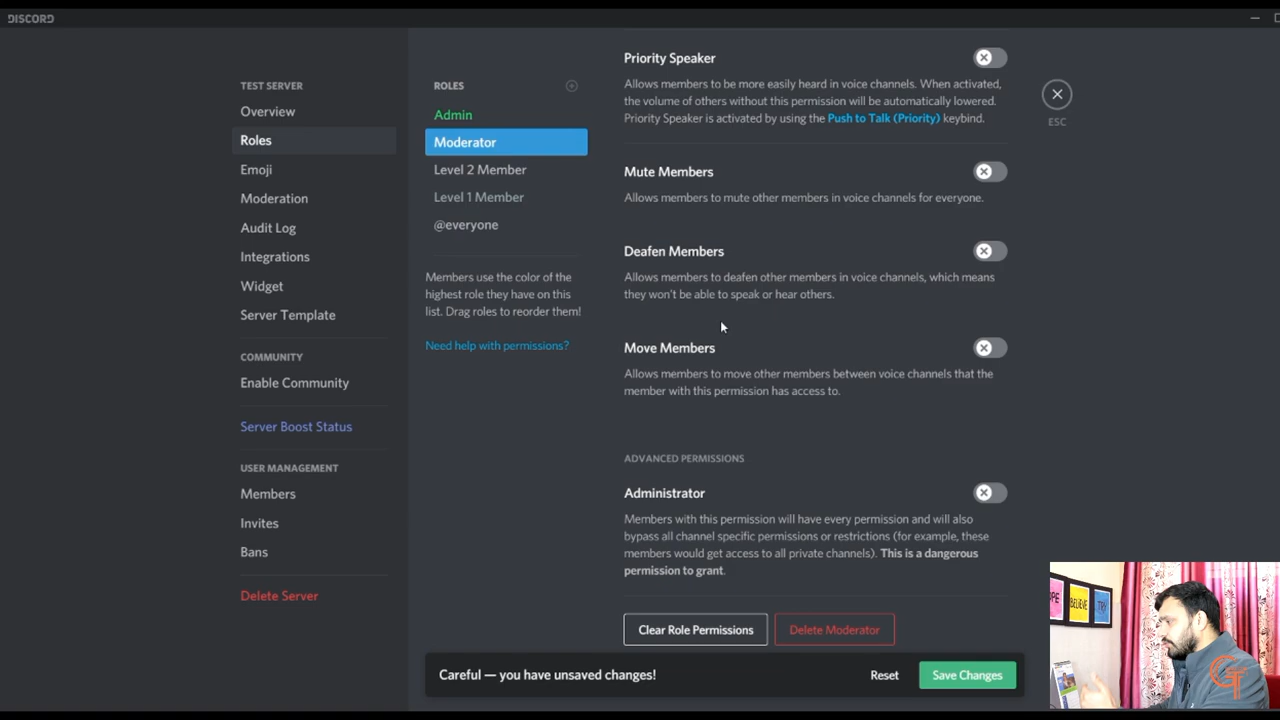 DISCORD
TEST SERVER
Overview
Roles
Emoji
Moderation
Audit Log
Integrations
Widget
Server Template
COMMUNITY
Enable Community
Server Boost Status
USER MANAGEMENT
Members
Invites
Bans
Delete Server
ROLES
Admin
Moderator
Level 2 Member
Level 1 Member
@everyone
Members use the color of the
highest role they have on this
list. Drag roles to reorder them!
Need help with permissions?
Priority Speaker
Allows members to be more easily heard in voice channels. When activated,
the volume of others without this permission will be automatically lowered.
Priority Speaker is activated by using the Push to Talk (Priority) keybind.
Mute Members
Allows members to mute other members in voice channels for everyone.
Deafen Members
Allows members to deafen other members in voice channels, which means
they won't be able to speak or hear others.
Move Members
Allows members to move other members between voice channels that the
member with this permission has access to.
ADVANCED PERMISSIONS
Administrator
Members with this permission will have every permission and will also
bypass all channel specific permissions or restrictions (for example, these
members would get access to all private channels). This is a dangerous
permission to grant.
Clear Role Permissions
Delete Moderator
Careful — you have unsaved changes!
Reset
Save Changes
ESC
BELIEVE
TRY